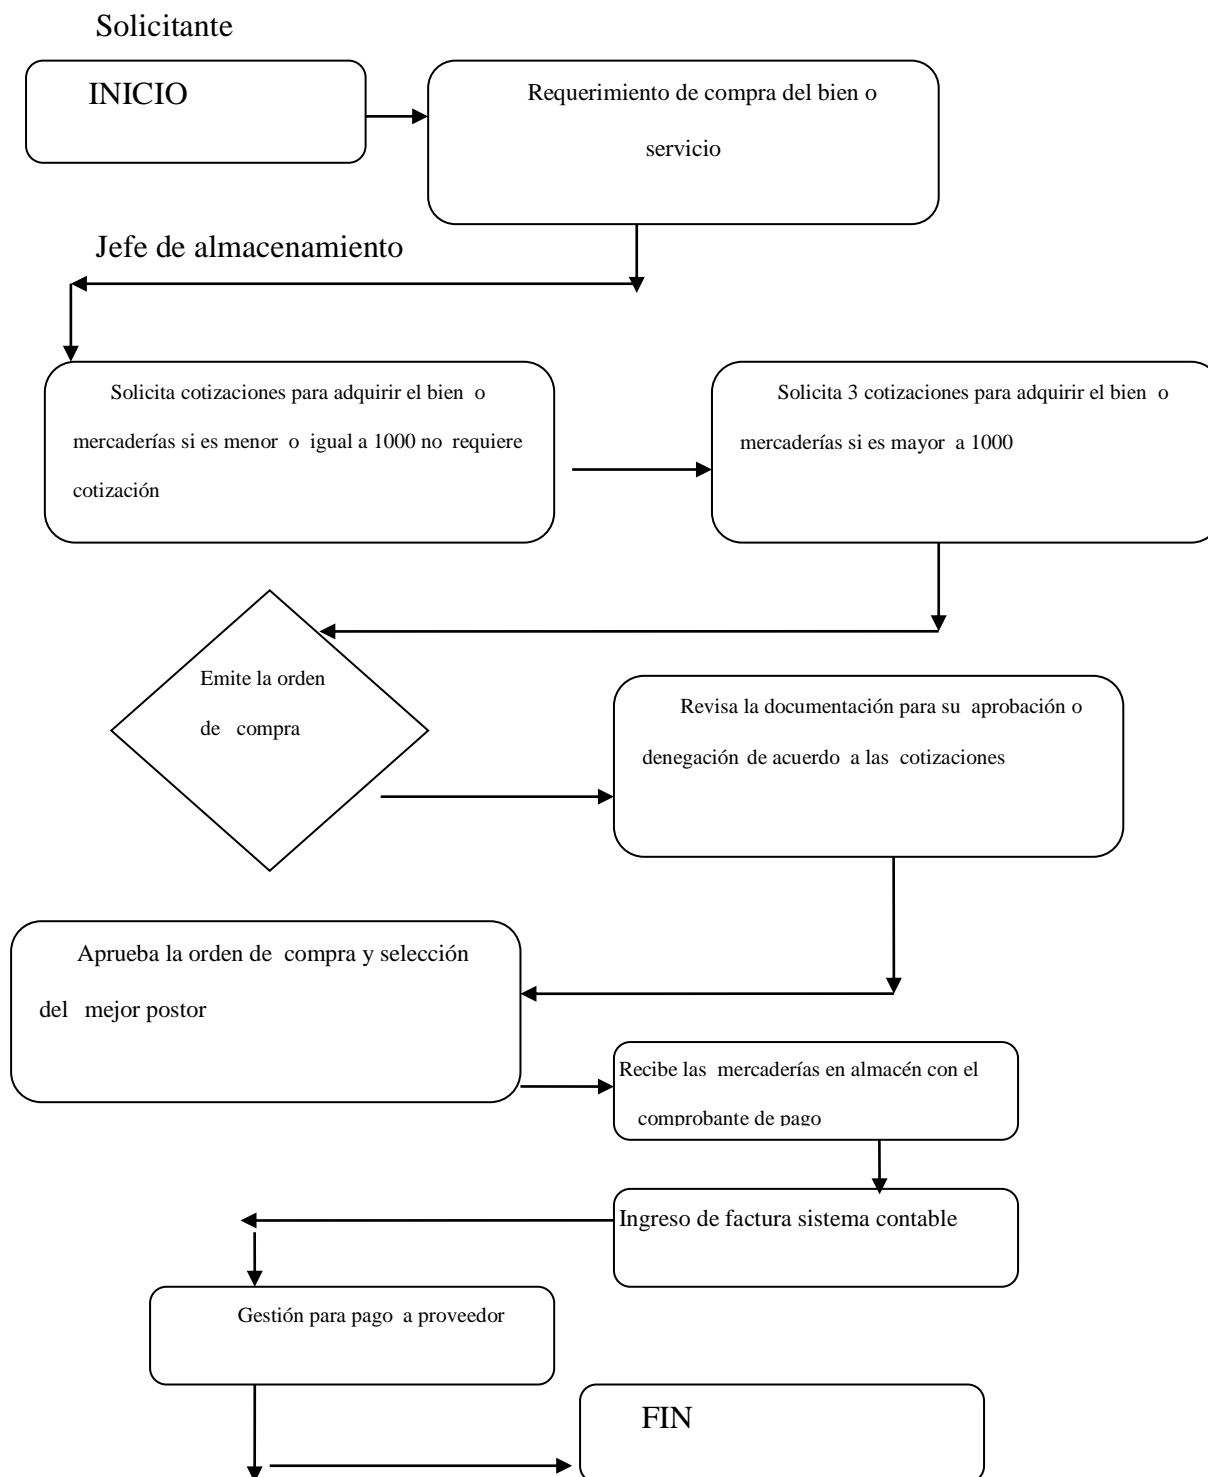 Solicitante
INICIO
Requerimiento de compra del bien o
servicio
Jefe de almacenamiento
Solicita cotizaciones para adquirir el bien o
mercaderías si es menor o igual a 1000 no requiere
cotización
Solicita 3 cotizaciones para adquirir el bien o
mercaderías si es mayor a 1000
Emite la orden
de compra
Revisa la documentación para su aprobación o
denegación de acuerdo a las cotizaciones
Aprueba la orden de compra y selección
del mejor postor
Recibe las mercaderías en almacén con el
comprobante de pago
Ingreso de factura sistema contable
Gestión para pago a proveedor
FIN